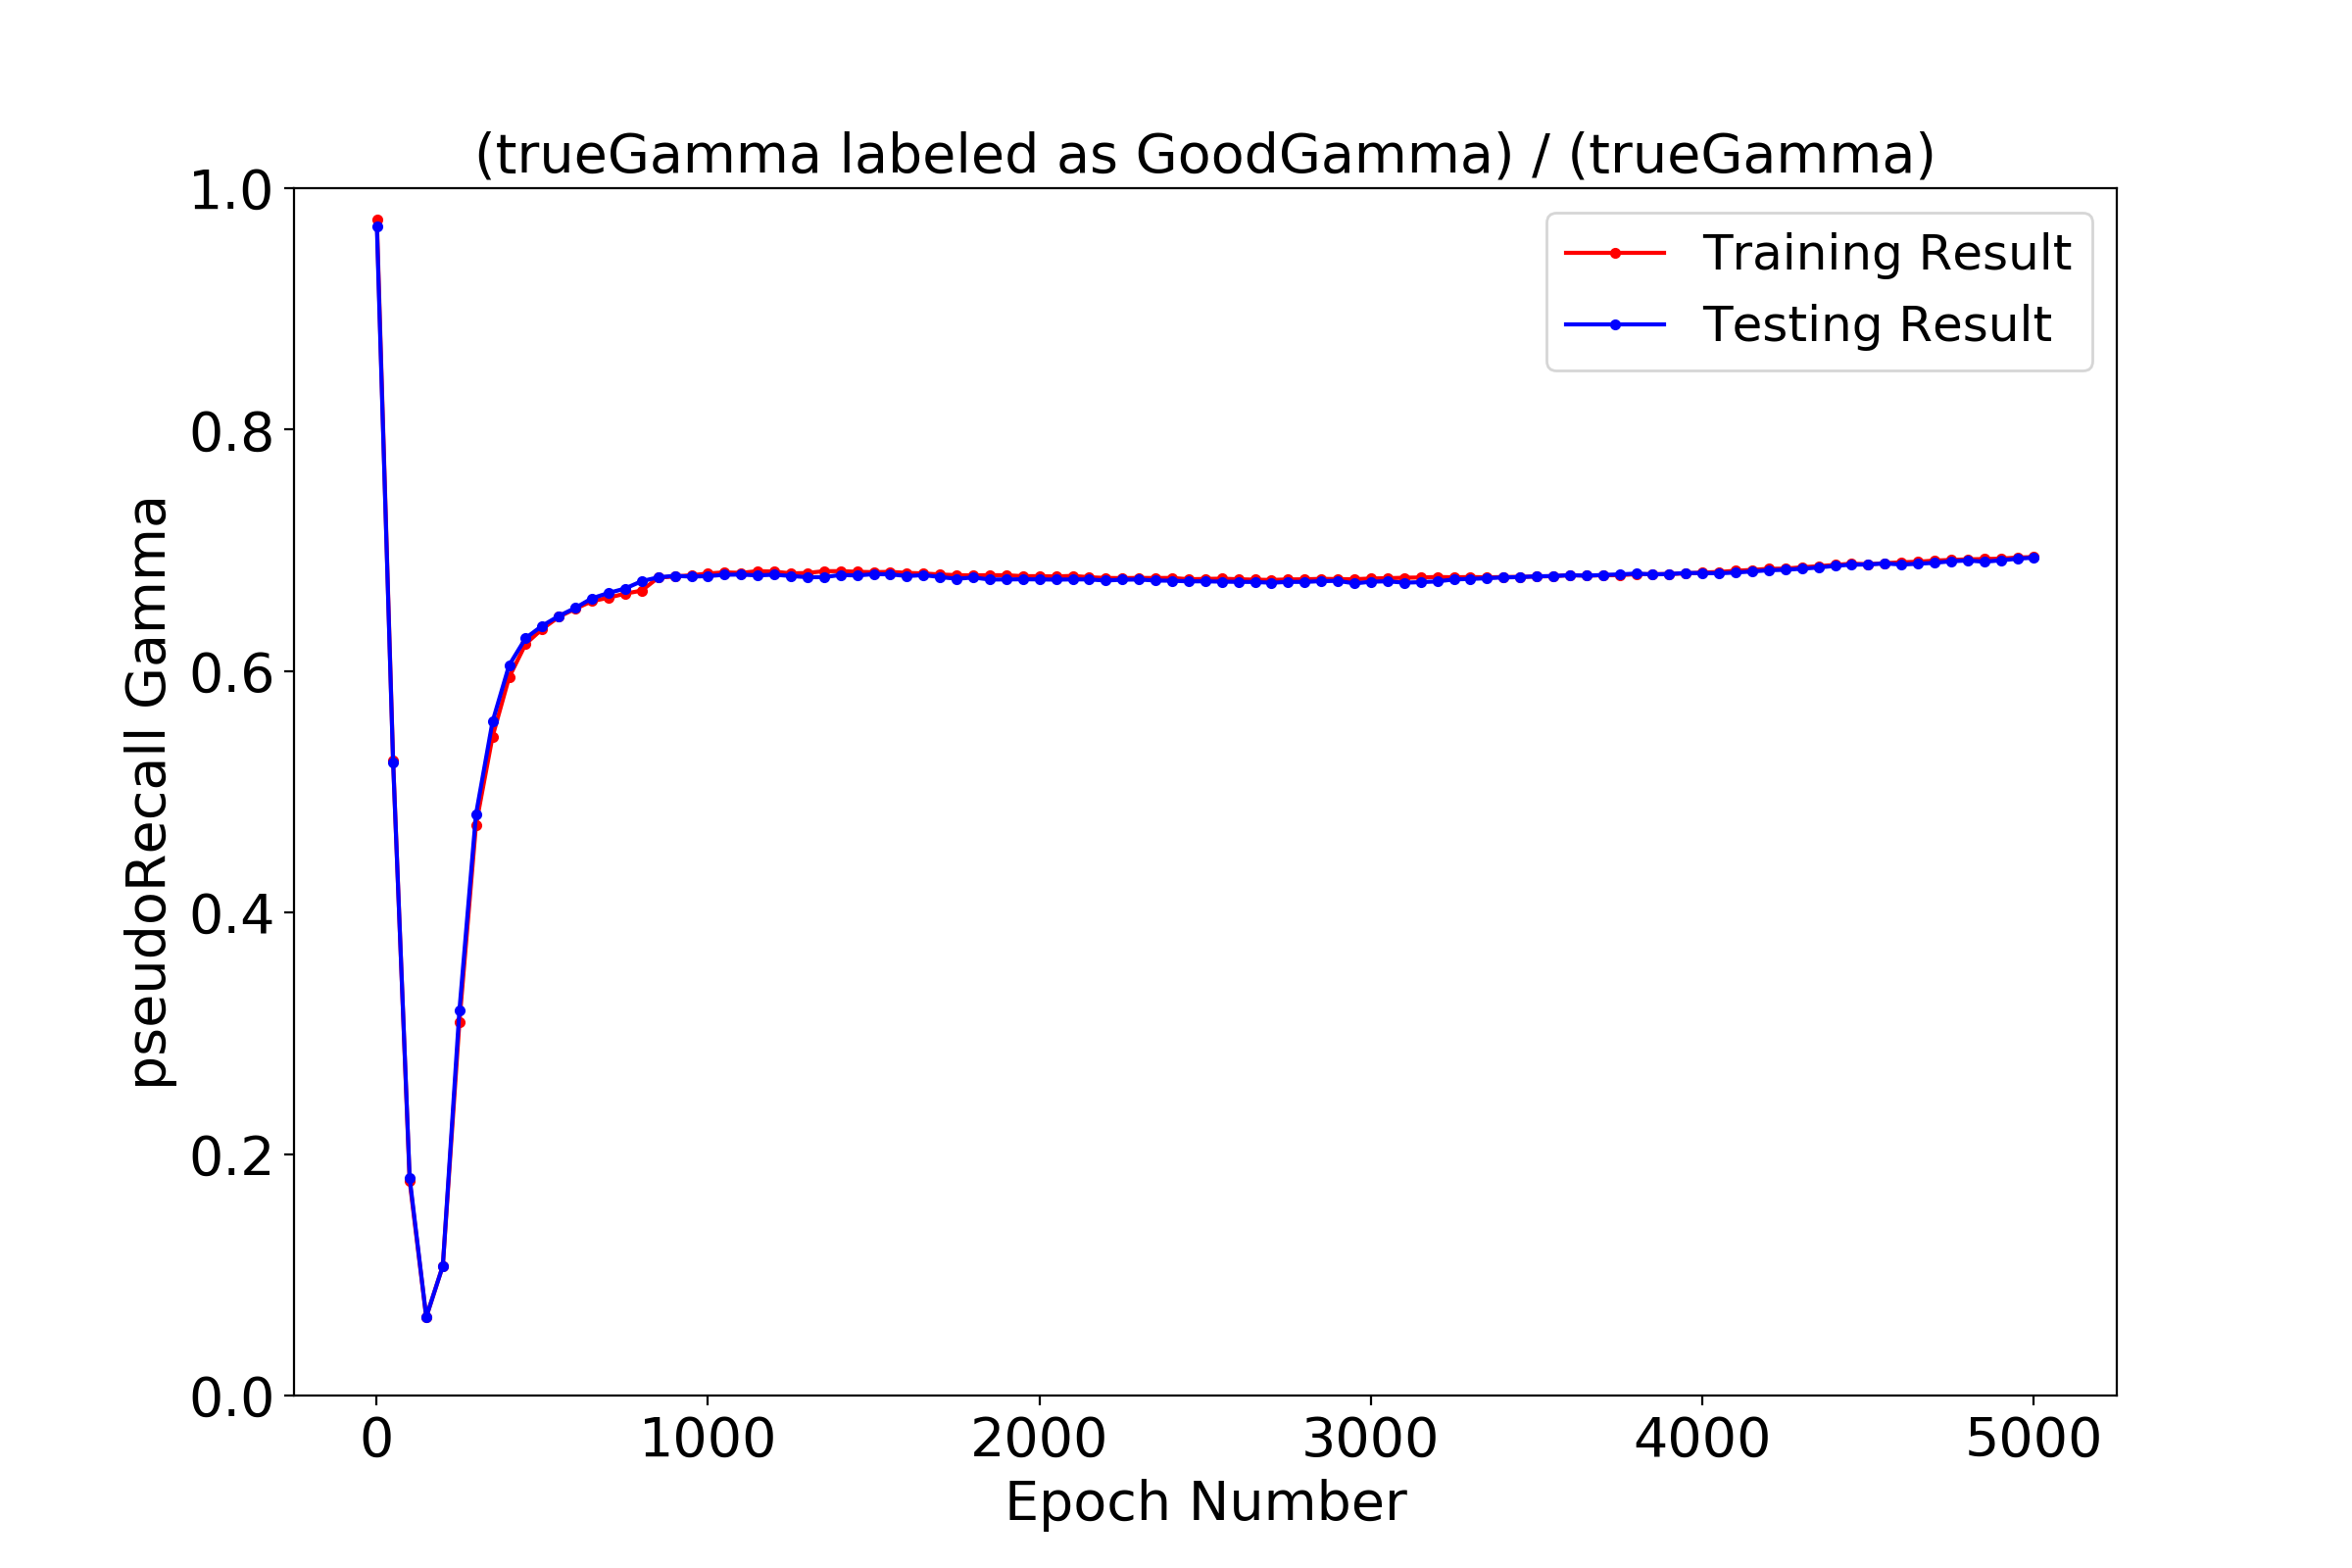 (trueGamma labeled as GoodGamma) / (trueGamma)
1.0
0.8
0.6
0.4
0.2
0.0
pseudoRecall Gamma
Training Result
Testing Result
0 1000 2000 3000 4000 5000
Epoch Number